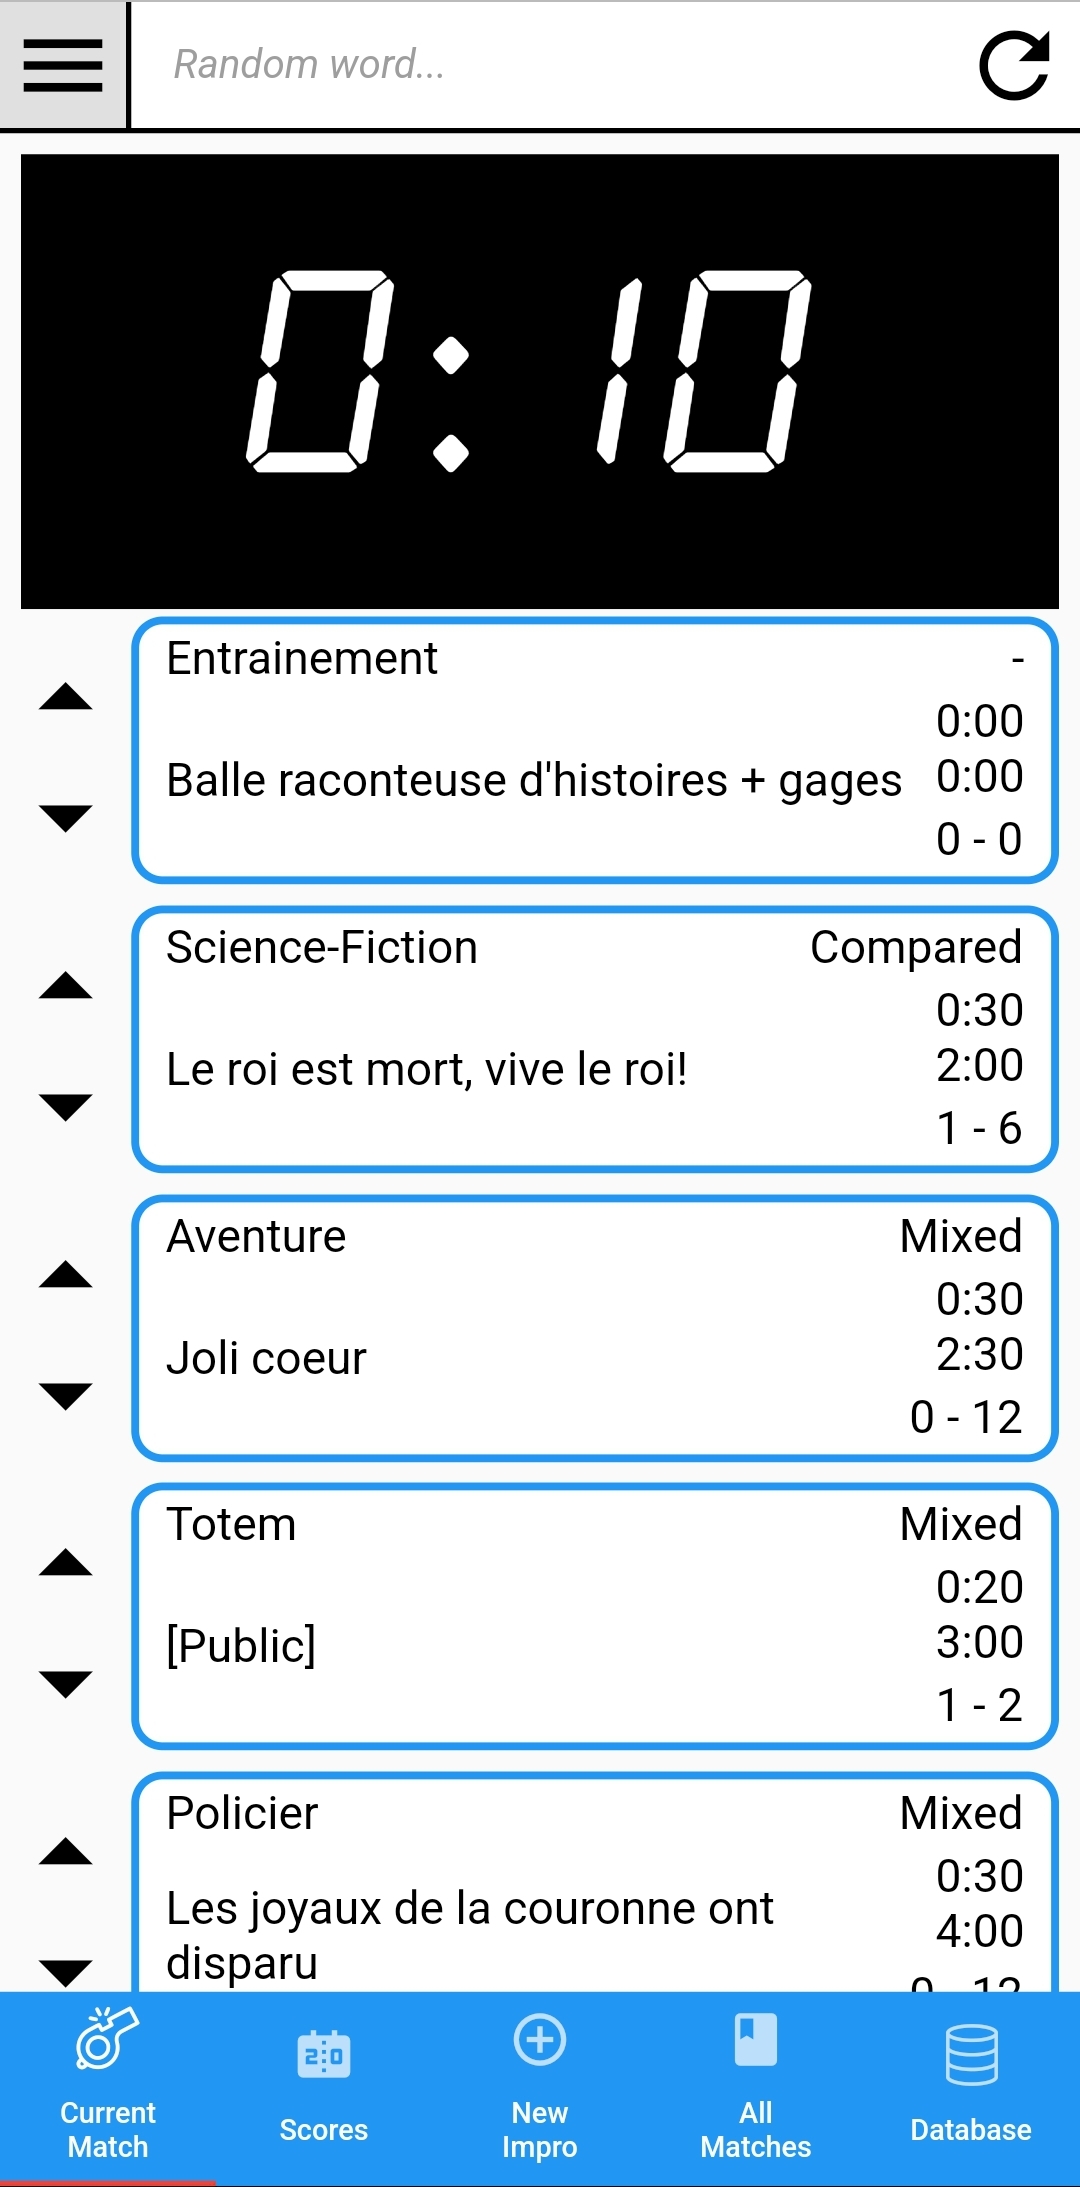 Random word...
0:10
Entrainement
-
0:00
Balle raconteuse d'histoires + gages
0:00
0 - 0
Science-Fiction
Compared
0:30
Le roi est mort, vive le roi!
2:00
1 - 6
Aventure
Mixed
0:30
Joli coeur
2:30
0 - 12
Totem
Mixed
0:20
[Public]
3:00
1 - 2
Policier
Mixed
0:30
Les joyaux de la couronne ont
disparu
4:00
0 - 12
2:0
Current
Match
Scores
New
Impro
All
Matches
Database